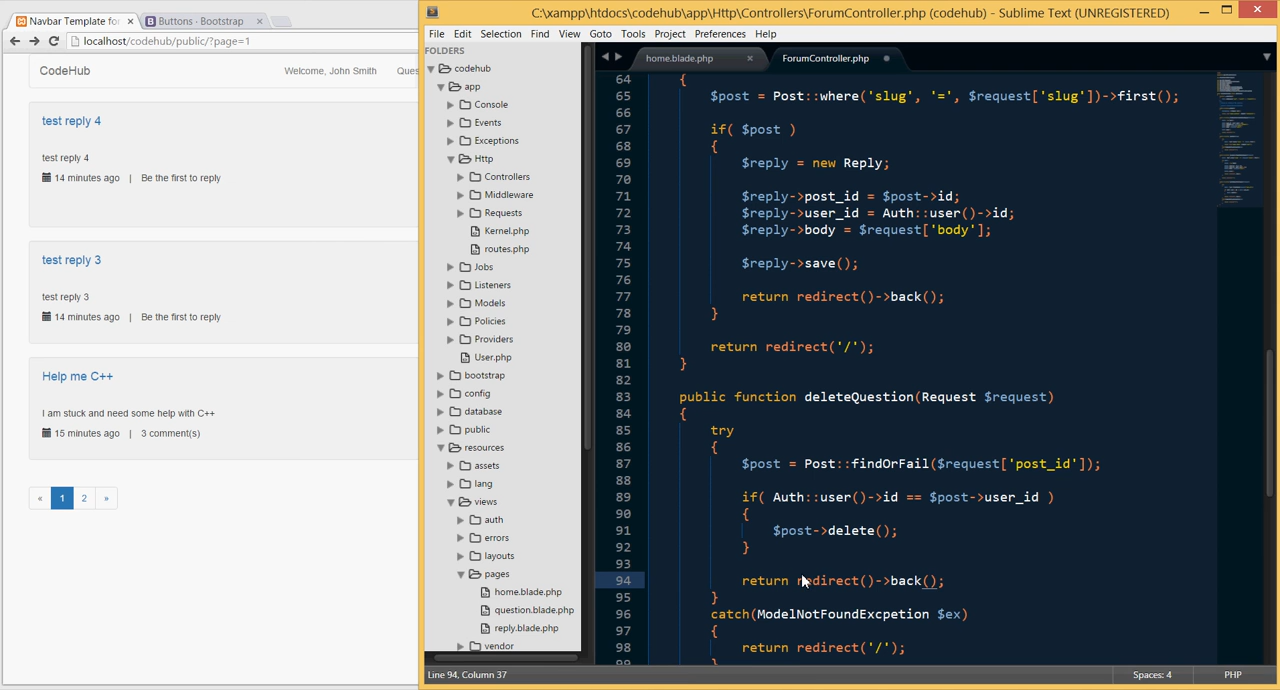 Navbar Template for
Buttons · Bootstrap
localhost/codehub/public/?page=1
CodeHub
Welcome, John Smith
Ques
test reply 4
test reply 4
14 minutes ago | Be the first to reply
test reply 3
test reply 3
14 minutes ago | Be the first to reply
Help me C++
I am stuck and need some help with C++
15 minutes ago | 3 comment(s)
« 1 2 »
C:\xampp\htdocs\codehub\app\Http\Controllers\ForumController.php (codehub) - Sublime Text (UNREGISTERED)
File Edit Selection Find View Goto Tools Project Preferences Help
FOLDERS
codehub
app
Console
Events
Exceptions
Http
Controllers
Middleware
Requests
Kernel.php
routes.php
Jobs
Listeners
Models
Policies
Providers
User.php
bootstrap
config
database
public
resources
assets
lang
views
auth
errors
layouts
pages
home.blade.php
question.blade.php
reply.blade.php
vendor
home.blade.php
ForumController.php
64 {
65 $post = Post::where('slug', '=', $request['slug'])->first();
66
67 if( $post )
68 {
69 $reply = new Reply;
70
71 $reply->post_id = $post->id;
72 $reply->user_id = Auth::user()->id;
73 $reply->body = $request['body'];
74
75 $reply->save();
76
77 return redirect()->back();
78 }
79
80 return redirect('/');
81 }
82
83 public function deleteQuestion(Request $request)
84 {
85 try
86 {
87 $post = Post::findOrFail($request['post_id']);
88
89 if( Auth::user()->id == $post->user_id )
90 {
91 $post->delete();
92 }
93
94 return redirect()->back();
95 }
96 catch(ModelNotFoundExcpetion $ex)
97 {
98 return redirect('/');
99 }
Line 94, Column 37
Spaces: 4
PHP